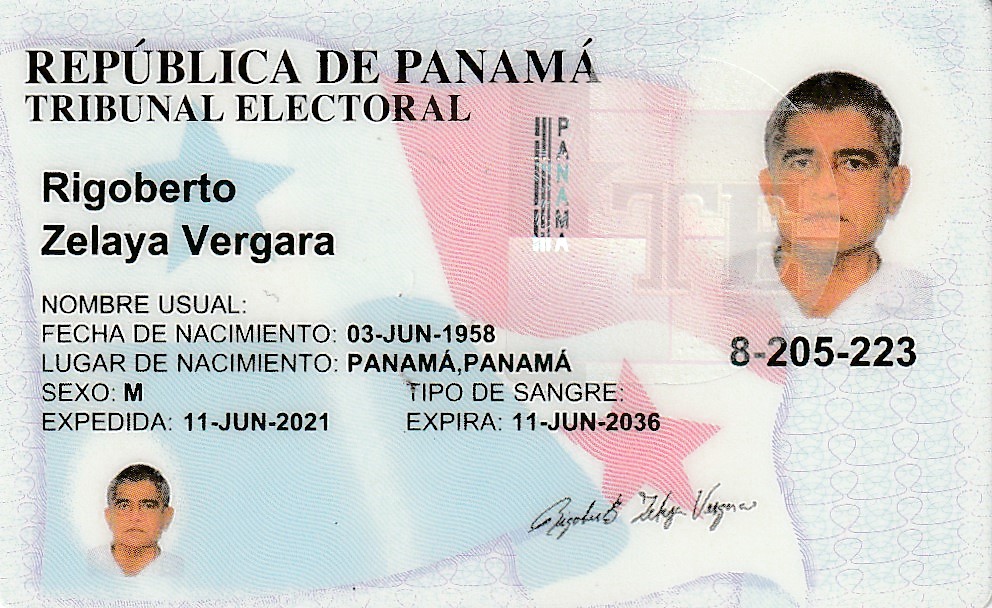 REPÚBLICA DE PANAMÁ
TRIBUNAL ELECTORAL
PANAMA
TE
Rigoberto
Zelaya Vergara
NOMBRE USUAL:
FECHA DE NACIMIENTO: 03-JUN-1958
LUGAR DE NACIMIENTO: PANAMÁ,PANAMÁ
SEXO: M TIPO DE SANGRE:
EXPEDIDA: 11-JUN-2021 EXPIRA: 11-JUN-2036
8-205-223
Rigoberto Zelaya Vergara